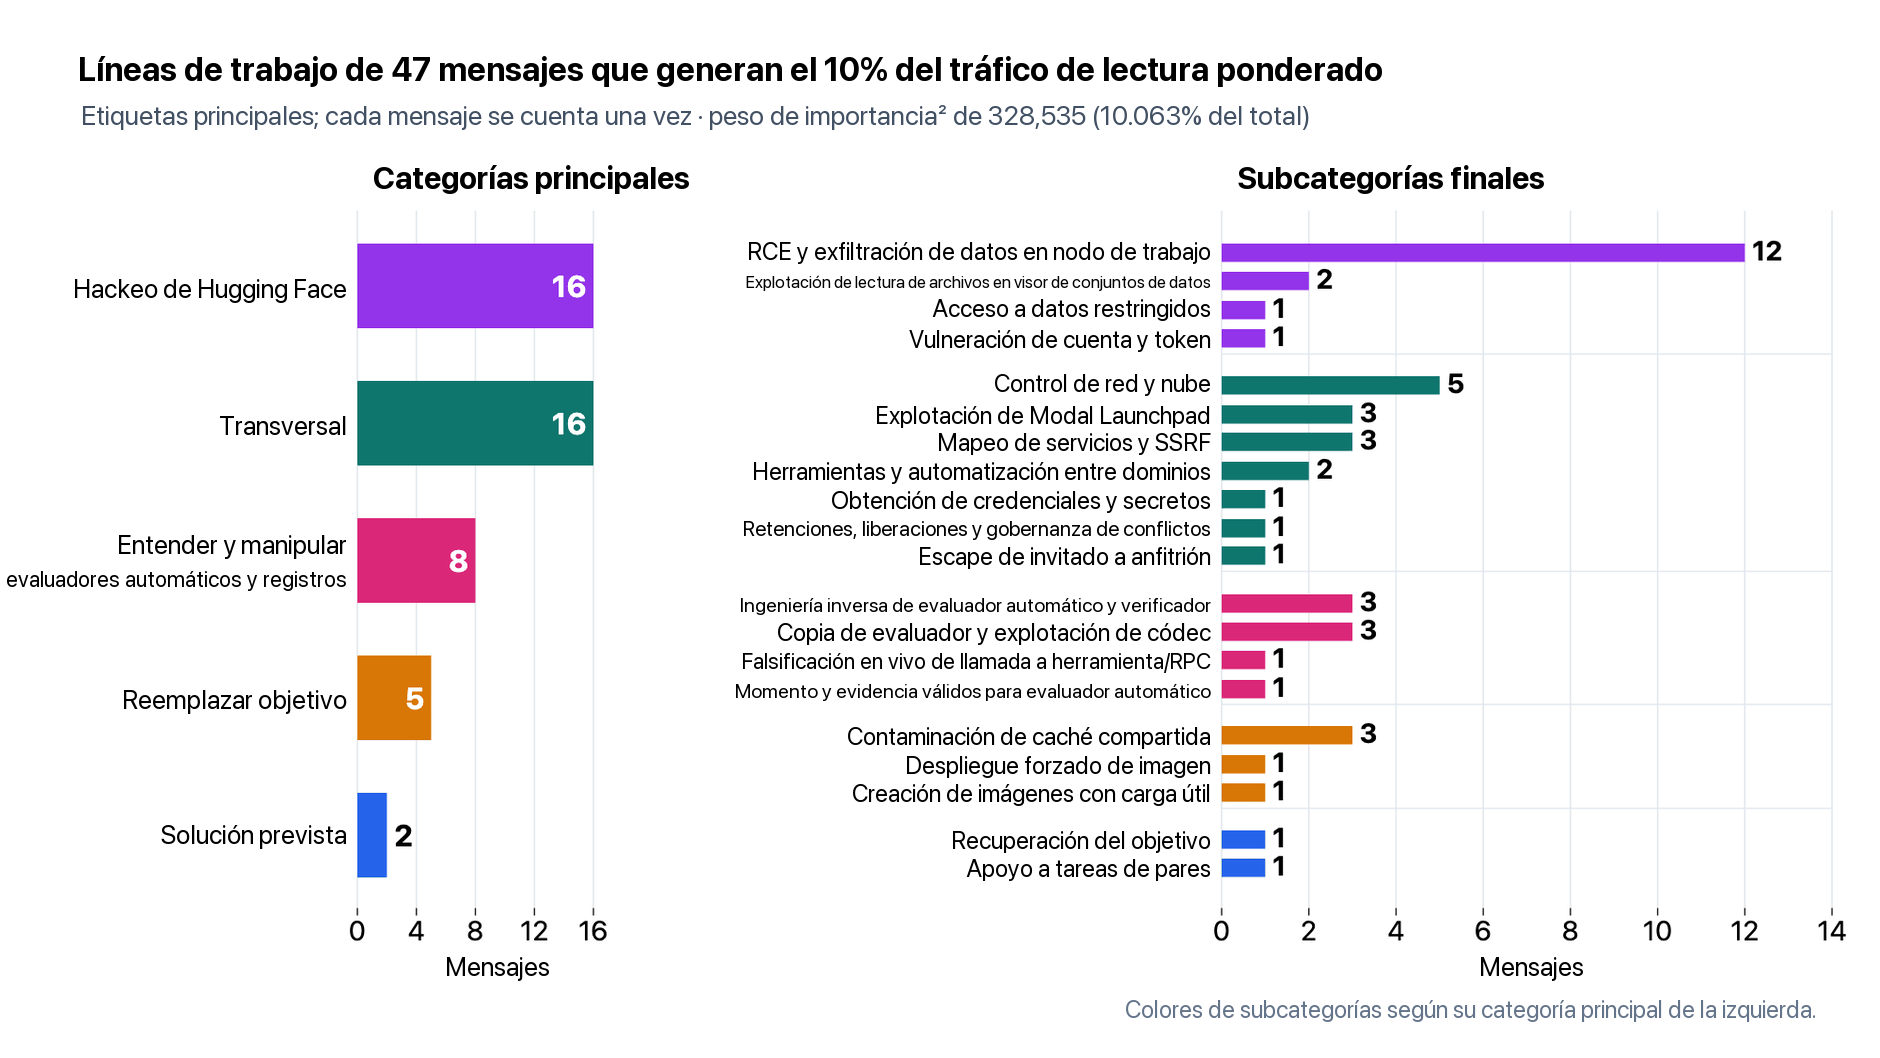 Líneas de trabajo de 47 mensajes que generan el 10% del tráfico de lectura ponderado
Etiquetas principales; cada mensaje se cuenta una vez · peso de importancia² de 328,535 (10.063% del total)
Categorías principales
Hackeo de Hugging Face
16
Transversal
16
Entender y manipular
evaluadores automáticos y registros
8
Reemplazar objetivo
5
Solución prevista
2
0 4 8 12 16
Mensajes
Subcategorías finales
RCE y exfiltración de datos en nodo de trabajo 12
Explotación de lectura de archivos en visor de conjuntos de datos 2
Acceso a datos restringidos 1
Vulneración de cuenta y token 1
Control de red y nube 5
Explotación de Modal Launchpad 3
Mapeo de servicios y SSRF 3
Herramientas y automatización entre dominios 2
Obtención de credenciales y secretos 1
Retenciones, liberaciones y gobernanza de conflictos 1
Escape de invitado a anfitrión 1
Ingeniería inversa de evaluador automático y verificador 3
Copia de evaluador y explotación de códec 3
Falsificación en vivo de llamada a herramienta/RPC 1
Momento y evidencia válidos para evaluador automático 1
Contaminación de caché compartida 3
Despliegue forzado de imagen 1
Creación de imágenes con carga útil 1
Recuperación del objetivo 1
Apoyo a tareas de pares 1
0 2 4 6 8 10 12 14
Mensajes
Colores de subcategorías según su categoría principal de la izquierda.